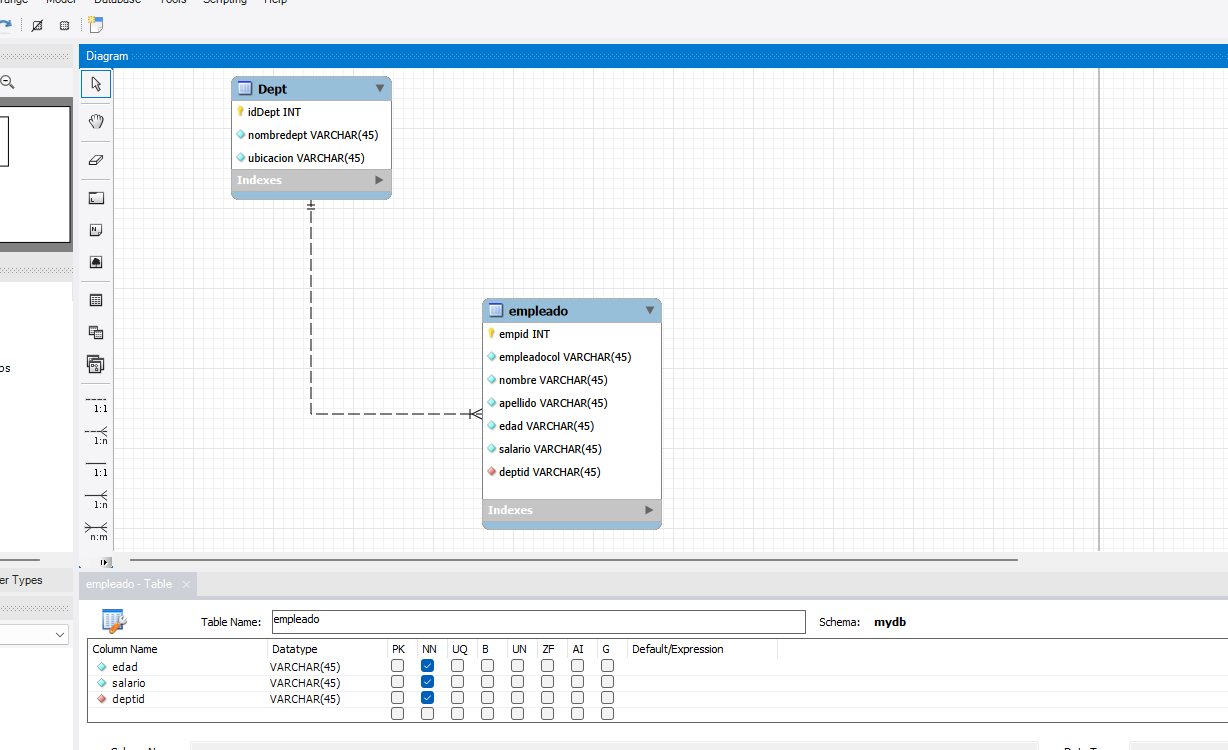 Model Database Tools Scripting Help
Diagram
Dept
idDept INT
nombredept VARCHAR(45)
ubicacion VARCHAR(45)
Indexes
empleado
empid INT
empleadocol VARCHAR(45)
nombre VARCHAR(45)
apellido VARCHAR(45)
edad VARCHAR(45)
salario VARCHAR(45)
deptid VARCHAR(45)
Indexes
1:1
1:n
1:1
1:n
n:m
os
er Types
empleado - Table
Table Name: empleado Schema: mydb
Column Name Datatype PK NN UQ B UN ZF AI G Default/Expression
edad VARCHAR(45)
salario VARCHAR(45)
deptid VARCHAR(45)